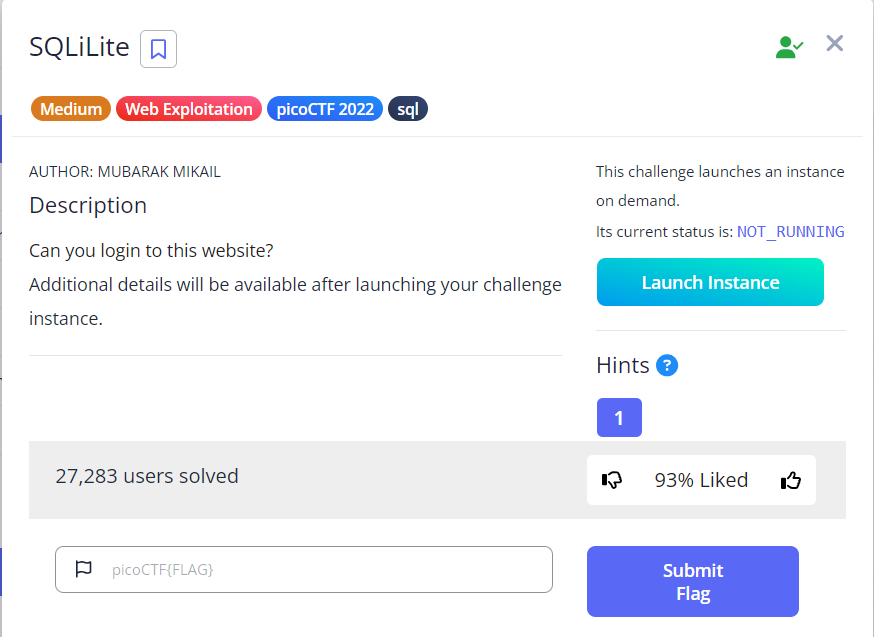 SQLiLite
Medium Web Exploitation picoCTF 2022 sql
AUTHOR: MUBARAK MIKAIL
Description
Can you login to this website?
Additional details will be available after launching your challenge
instance.
This challenge launches an instance
on demand.
Its current status is: NOT_RUNNING
Launch Instance
Hints ?
1
27,283 users solved
93% Liked
picoCTF{FLAG}
Submit
Flag